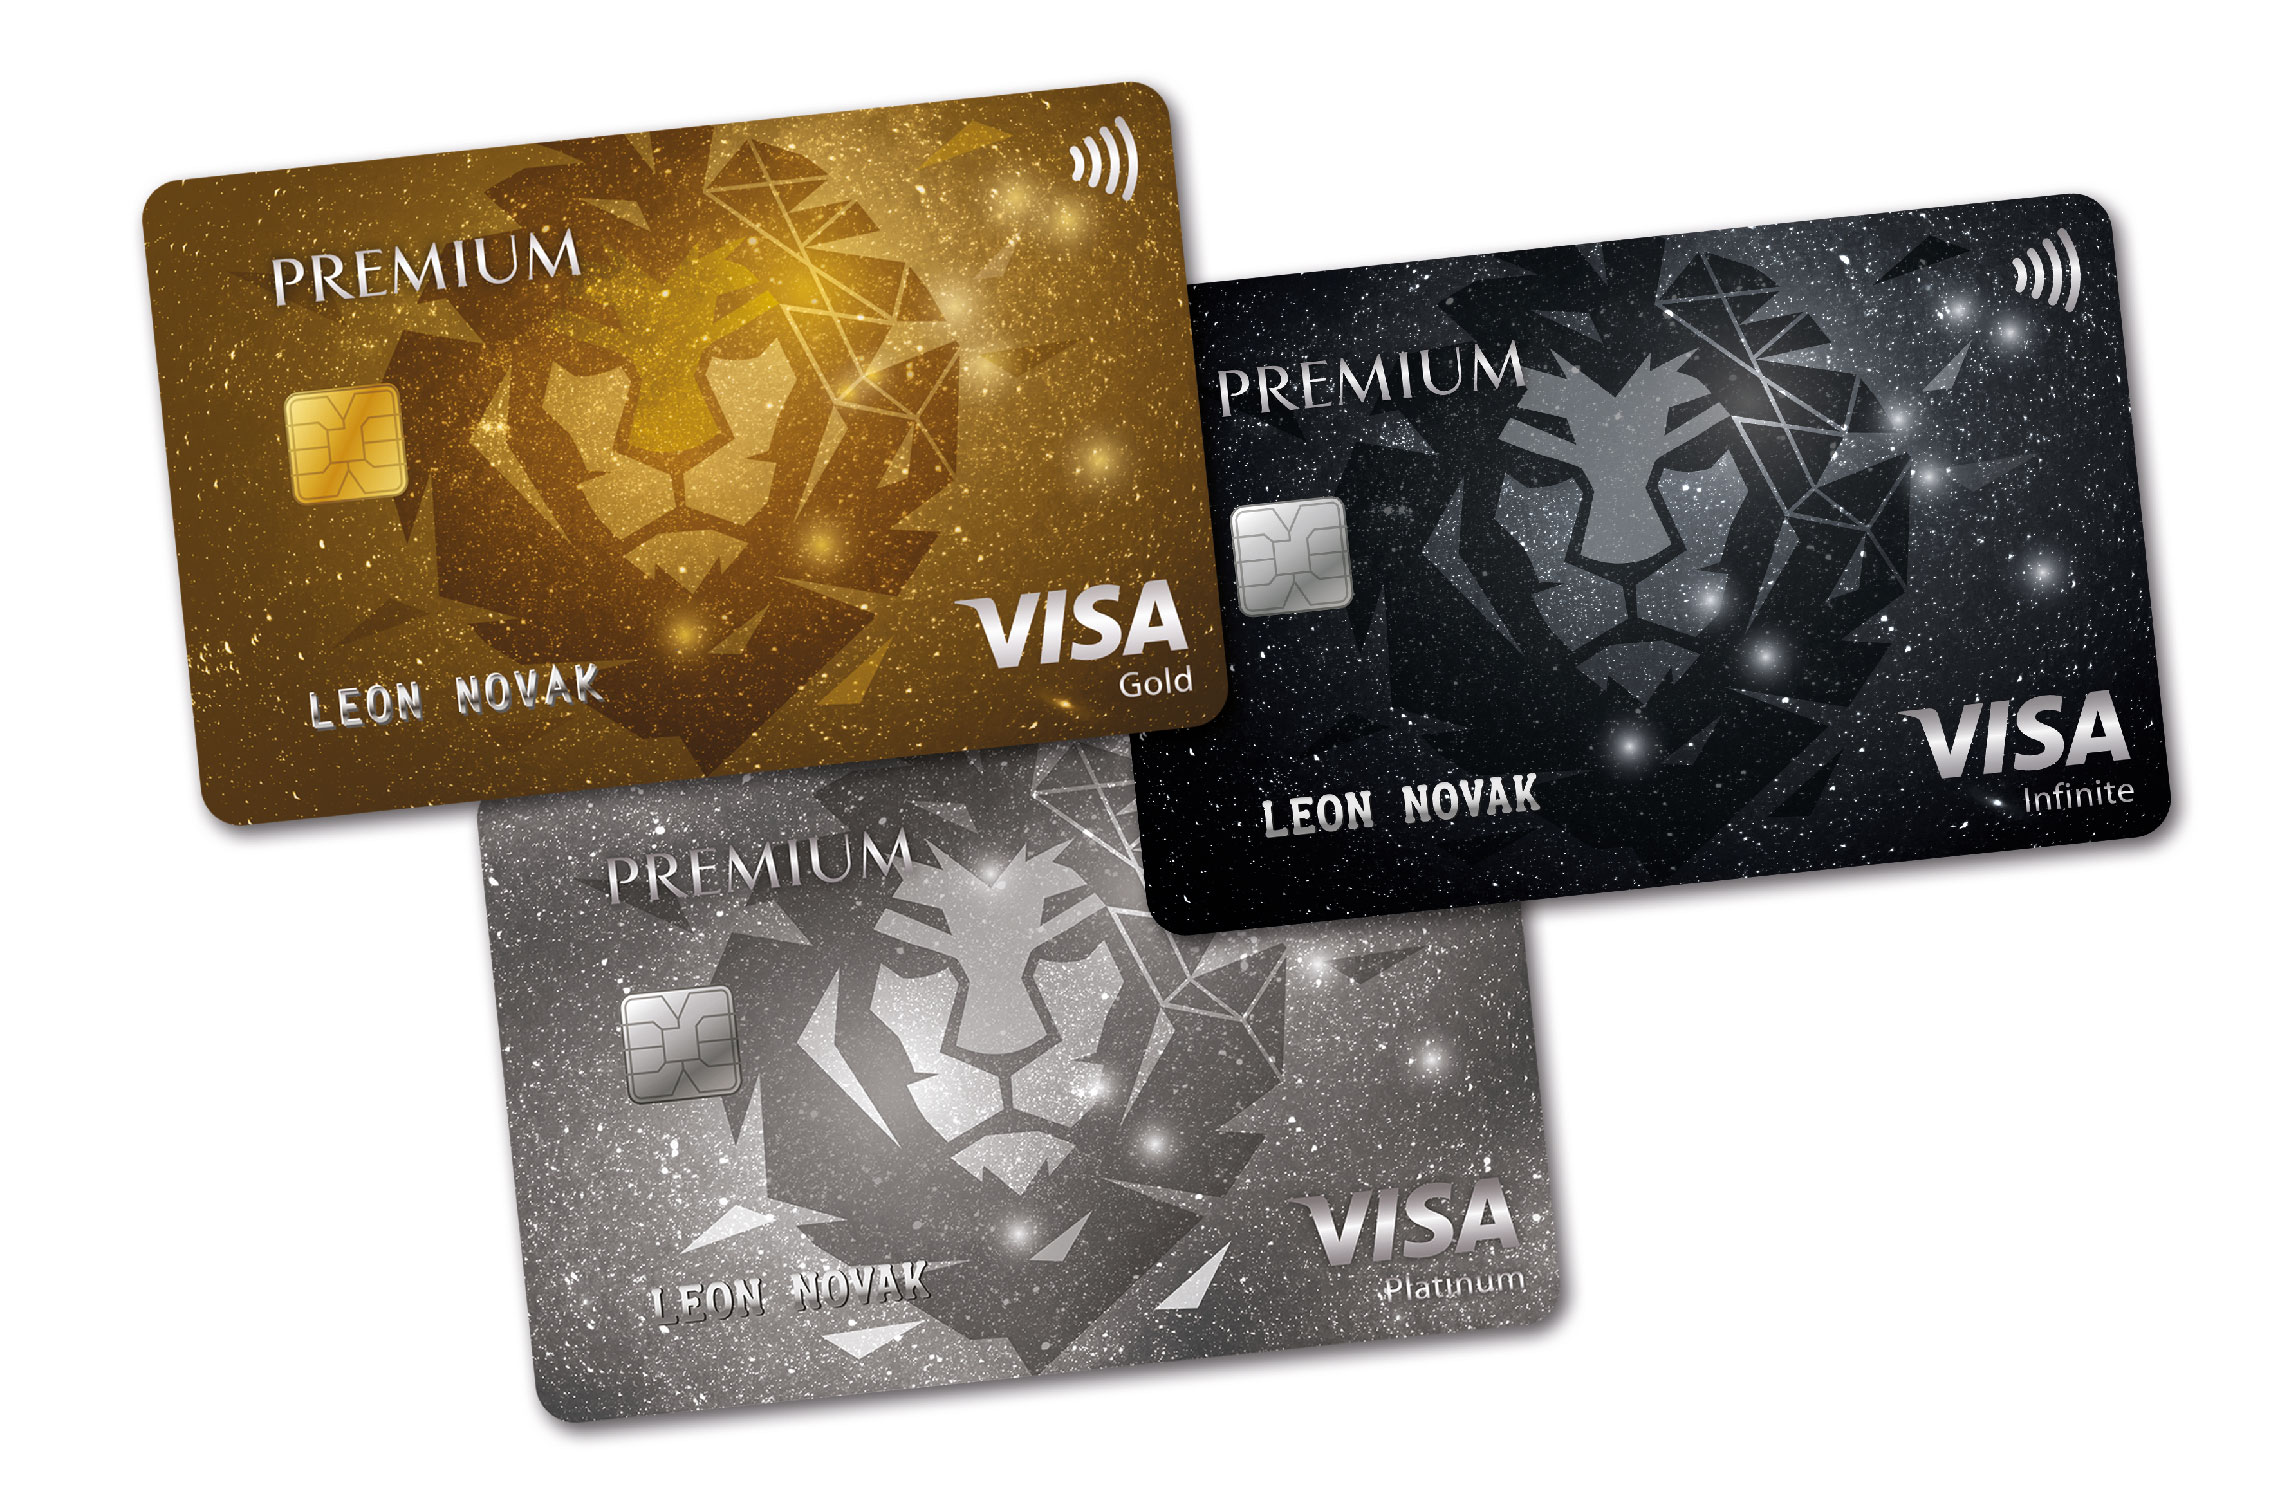 PREMIUM
LEON NOVAK
VISA
Gold
PREMIUM
LEON NOVAK
VISA
Infinite
PREMIUM
LEON NOVAK
VISA
Platinum